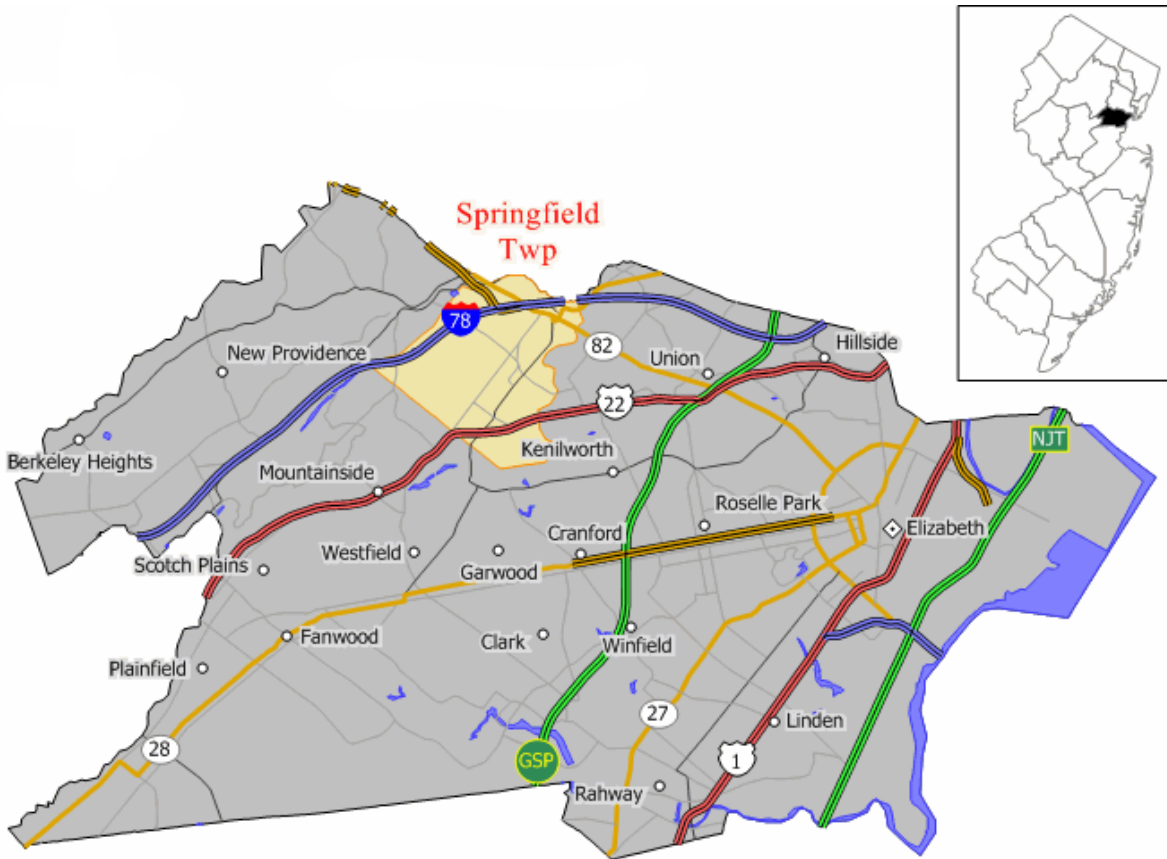 Springfield
Twp
78
82
New Providence
Union
Hillside
22
NJT
Berkeley Heights
Kenilworth
Mountainside
Roselle Park
Elizabeth
Cranford
Westfield
Garwood
Scotch Plains
Fanwood
Clark
Winfield
Plainfield
27
Linden
28
GSP
1
Rahway